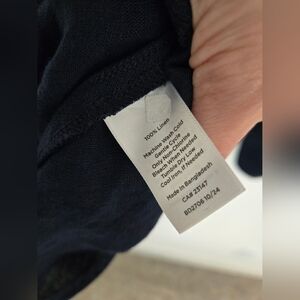 100% Linen
Machine Wash Cold
Gentle Cycle
Only Non-Chlorine
Bleach When Needed
Tumble Dry Low
Cool Iron, If Needed
Made in Bangladesh
CA# 23147
BD2706 10/24